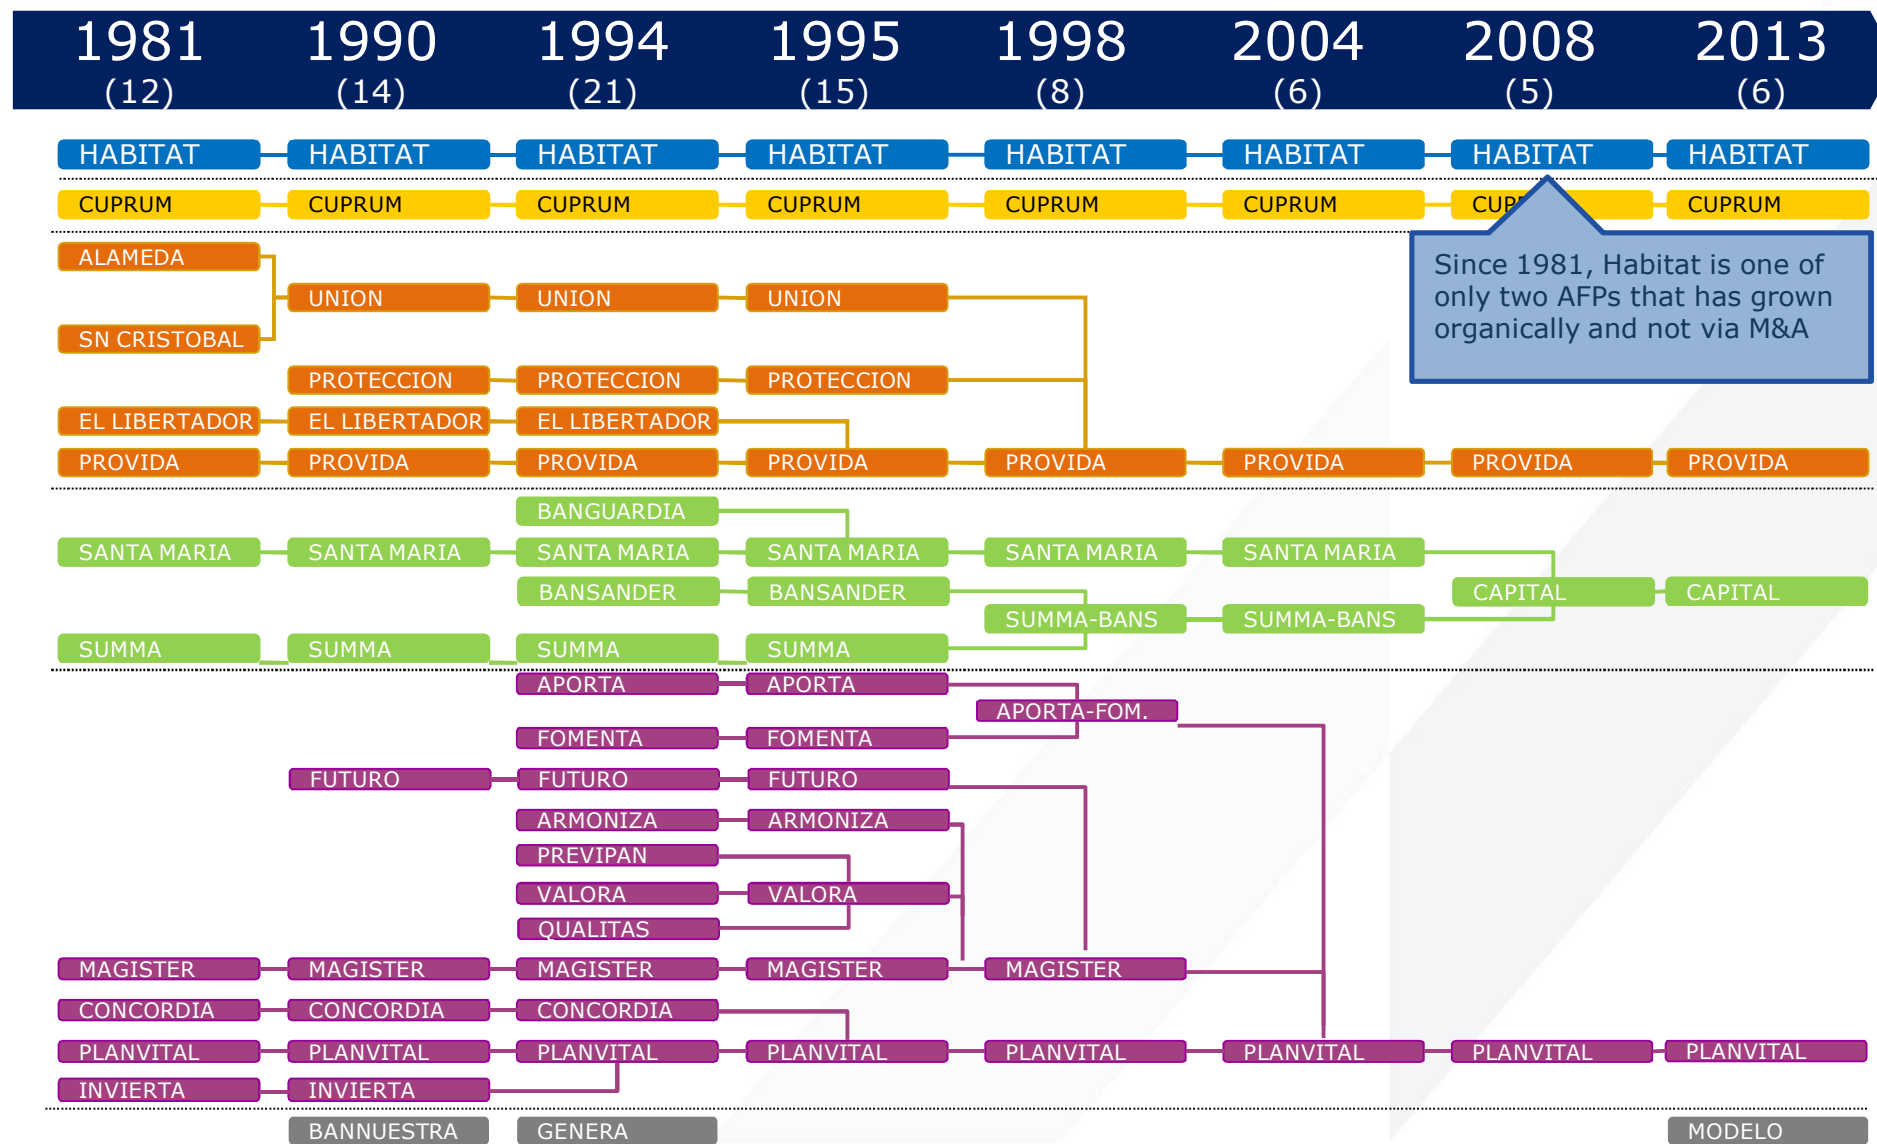 1981 1990 1994 1995 1998 2004 2008 2013
(12) (14) (21) (15) (8) (6) (5) (6)
HABITAT HABITAT HABITAT HABITAT HABITAT HABITAT HABITAT HABITAT
CUPRUM CUPRUM CUPRUM CUPRUM CUPRUM CUPRUM CUPRUM
Since 1981, Habitat is one of
only two AFPs that has grown
organically and not via M&A
ALAMEDA
UNION UNION UNION
SN CRISTOBAL
PROTECCION PROTECCION PROTECCION
EL LIBERTADOR EL LIBERTADOR EL LIBERTADOR
PROVIDA PROVIDA PROVIDA PROVIDA PROVIDA PROVIDA PROVIDA PROVIDA
BANGUARDIA
SANTA MARIA SANTA MARIA SANTA MARIA SANTA MARIA SANTA MARIA SANTA MARIA
BANSANDER BANSANDER CAPITAL CAPITAL
SUMMA-BANS SUMMA-BANS
SUMMA SUMMA SUMMA SUMMA
APORTA APORTA
APORTA-FOM.
FOMENTA FOMENTA
FUTURO FUTURO FUTURO
ARMONIZA ARMONIZA
PREVIPAN
VALORA VALORA
QUALITAS
MAGISTER MAGISTER MAGISTER MAGISTER MAGISTER
CONCORDIA CONCORDIA CONCORDIA
PLANVITAL PLANVITAL PLANVITAL PLANVITAL PLANVITAL PLANVITAL PLANVITAL PLANVITAL
INVIERTA INVIERTA
BANNUESTRA GENERA MODELO